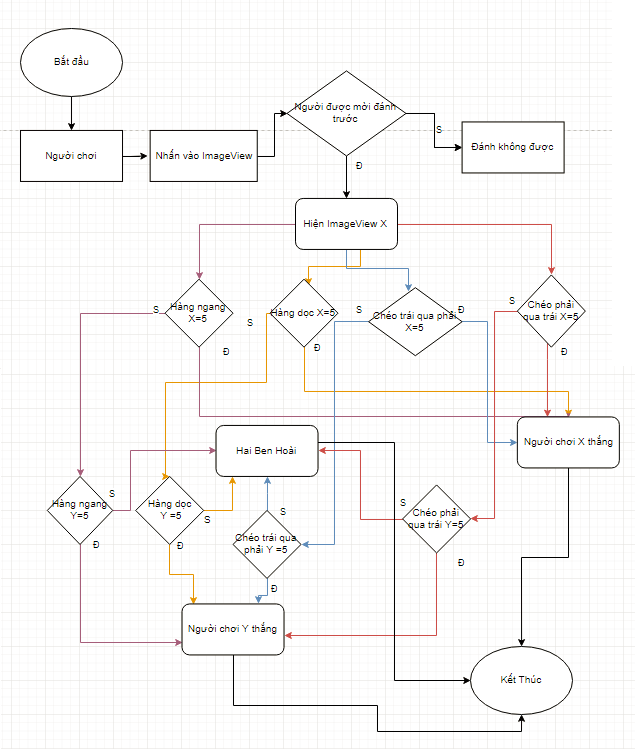 Bắt đầu
Người được mời đánh
trước
S
Người chơi
Nhấn vào ImageView
Đánh không được
Đ
Hiện ImageView X
Hàng ngang
X=5
Hàng dọc X=5
Chéo trái qua phải
X=5
Chéo phải
qua trái X=5
S
S
S
Đ
S
Đ
Đ
Đ
Hai Ben Hoài
Người chơi X thắng
Hàng ngang
Y=5
Hàng dọc
Y =5
Chéo trái qua
phải Y =5
Chéo phải
qua trái Y=5
S
S
S
S
Đ
Đ
Đ
Đ
Người chơi Y thắng
Kết Thúc